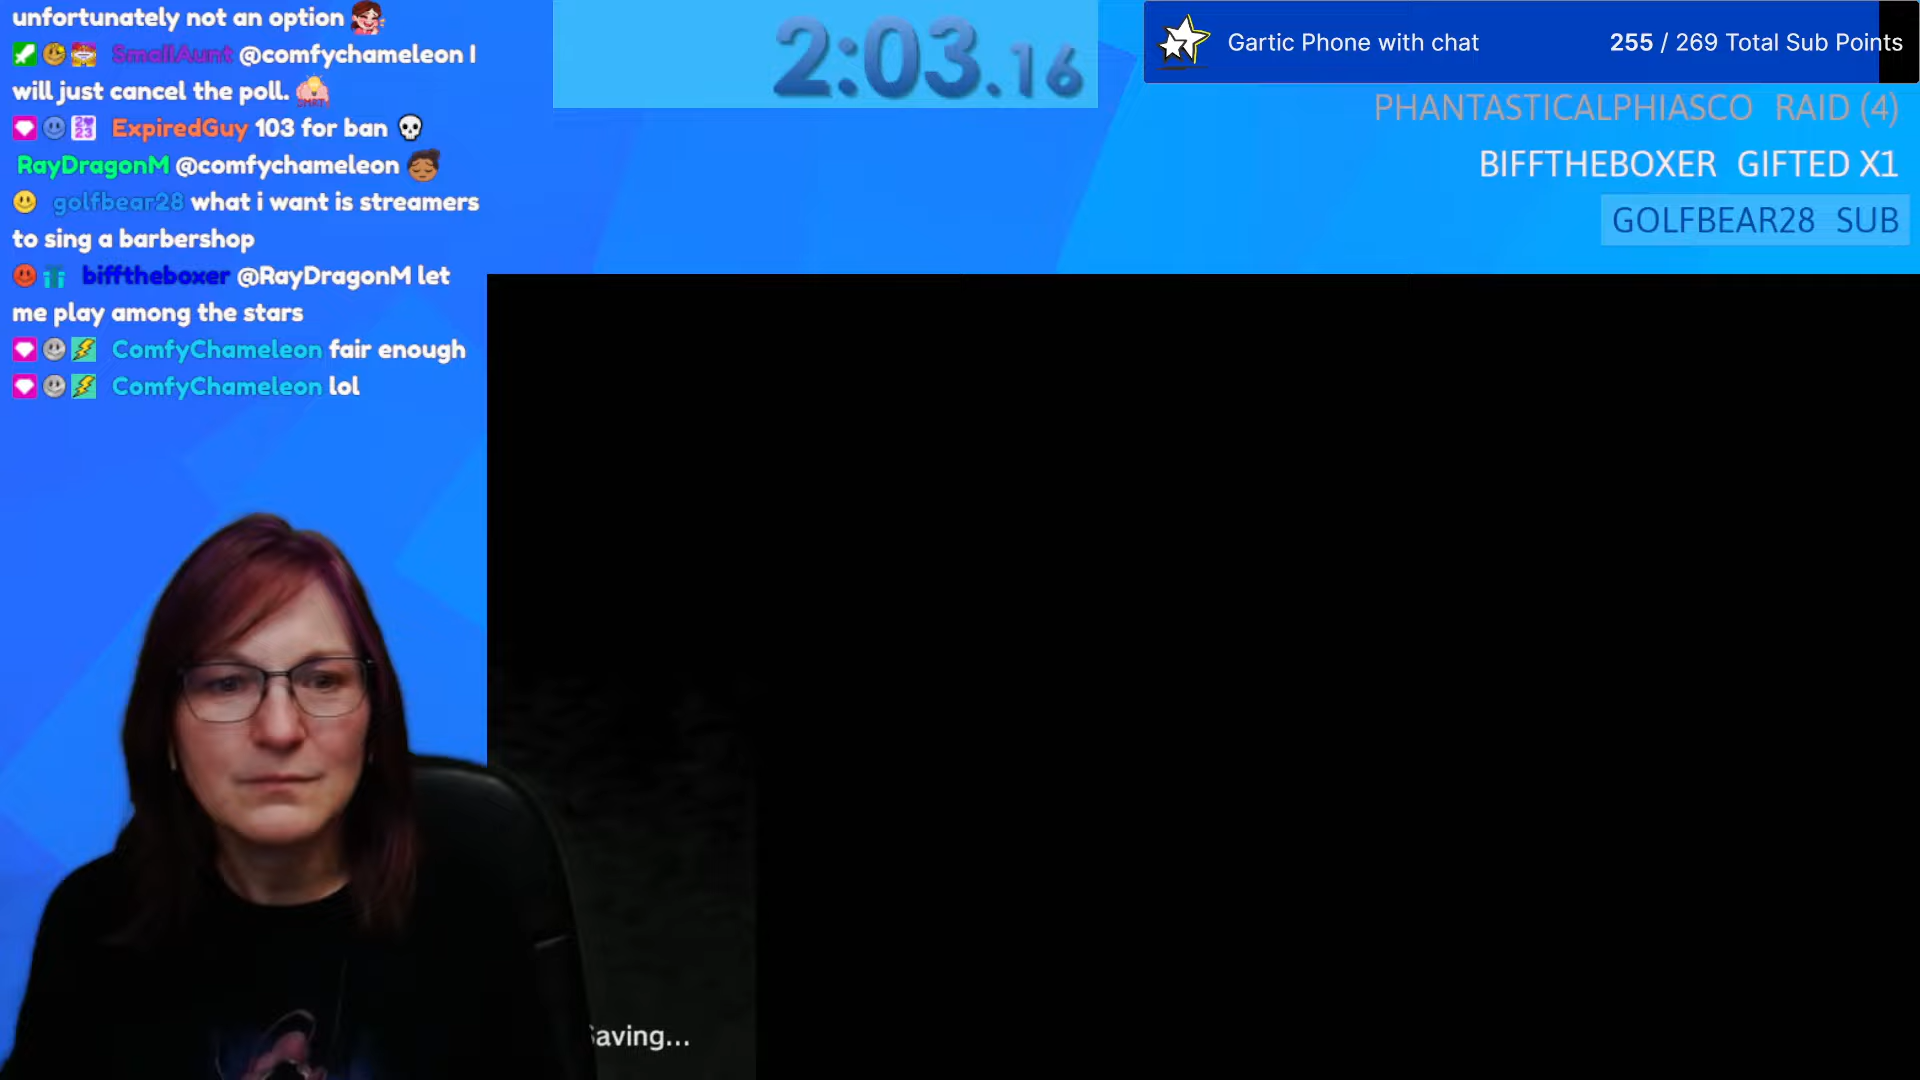 unfortunately not an option
SmallAunt @comfychameleon I
will just cancel the poll.
ExpiredGuy 103 for ban
RayDragonM @comfychameleon
golfbear28 what i want is streamers
to sing a barbershop
bifftheboxer @RayDragonM let
me play among the stars
ComfyChameleon fair enough
ComfyChameleon lol
2:03.16
Gartic Phone with chat 255 / 269 Total Sub Points
PHANTASTICALPHIASCO RAID (4)
BIFFTHEBOXER GIFTED X1
GOLFBEAR28 SUB
Saving...